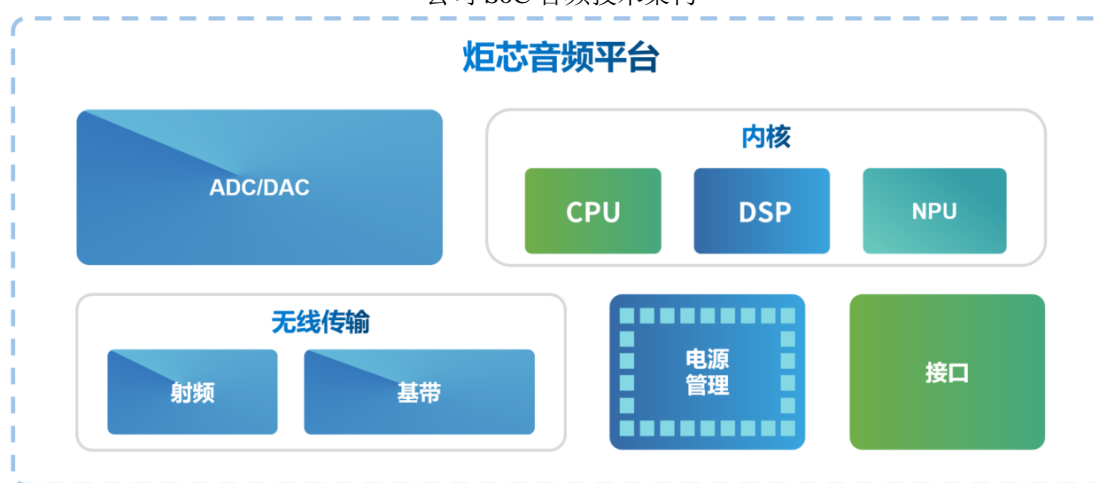 炬芯音频平台
ADC/DAC
内核
CPU
DSP
NPU
无线传输
射频
基带
电源
管理
接口